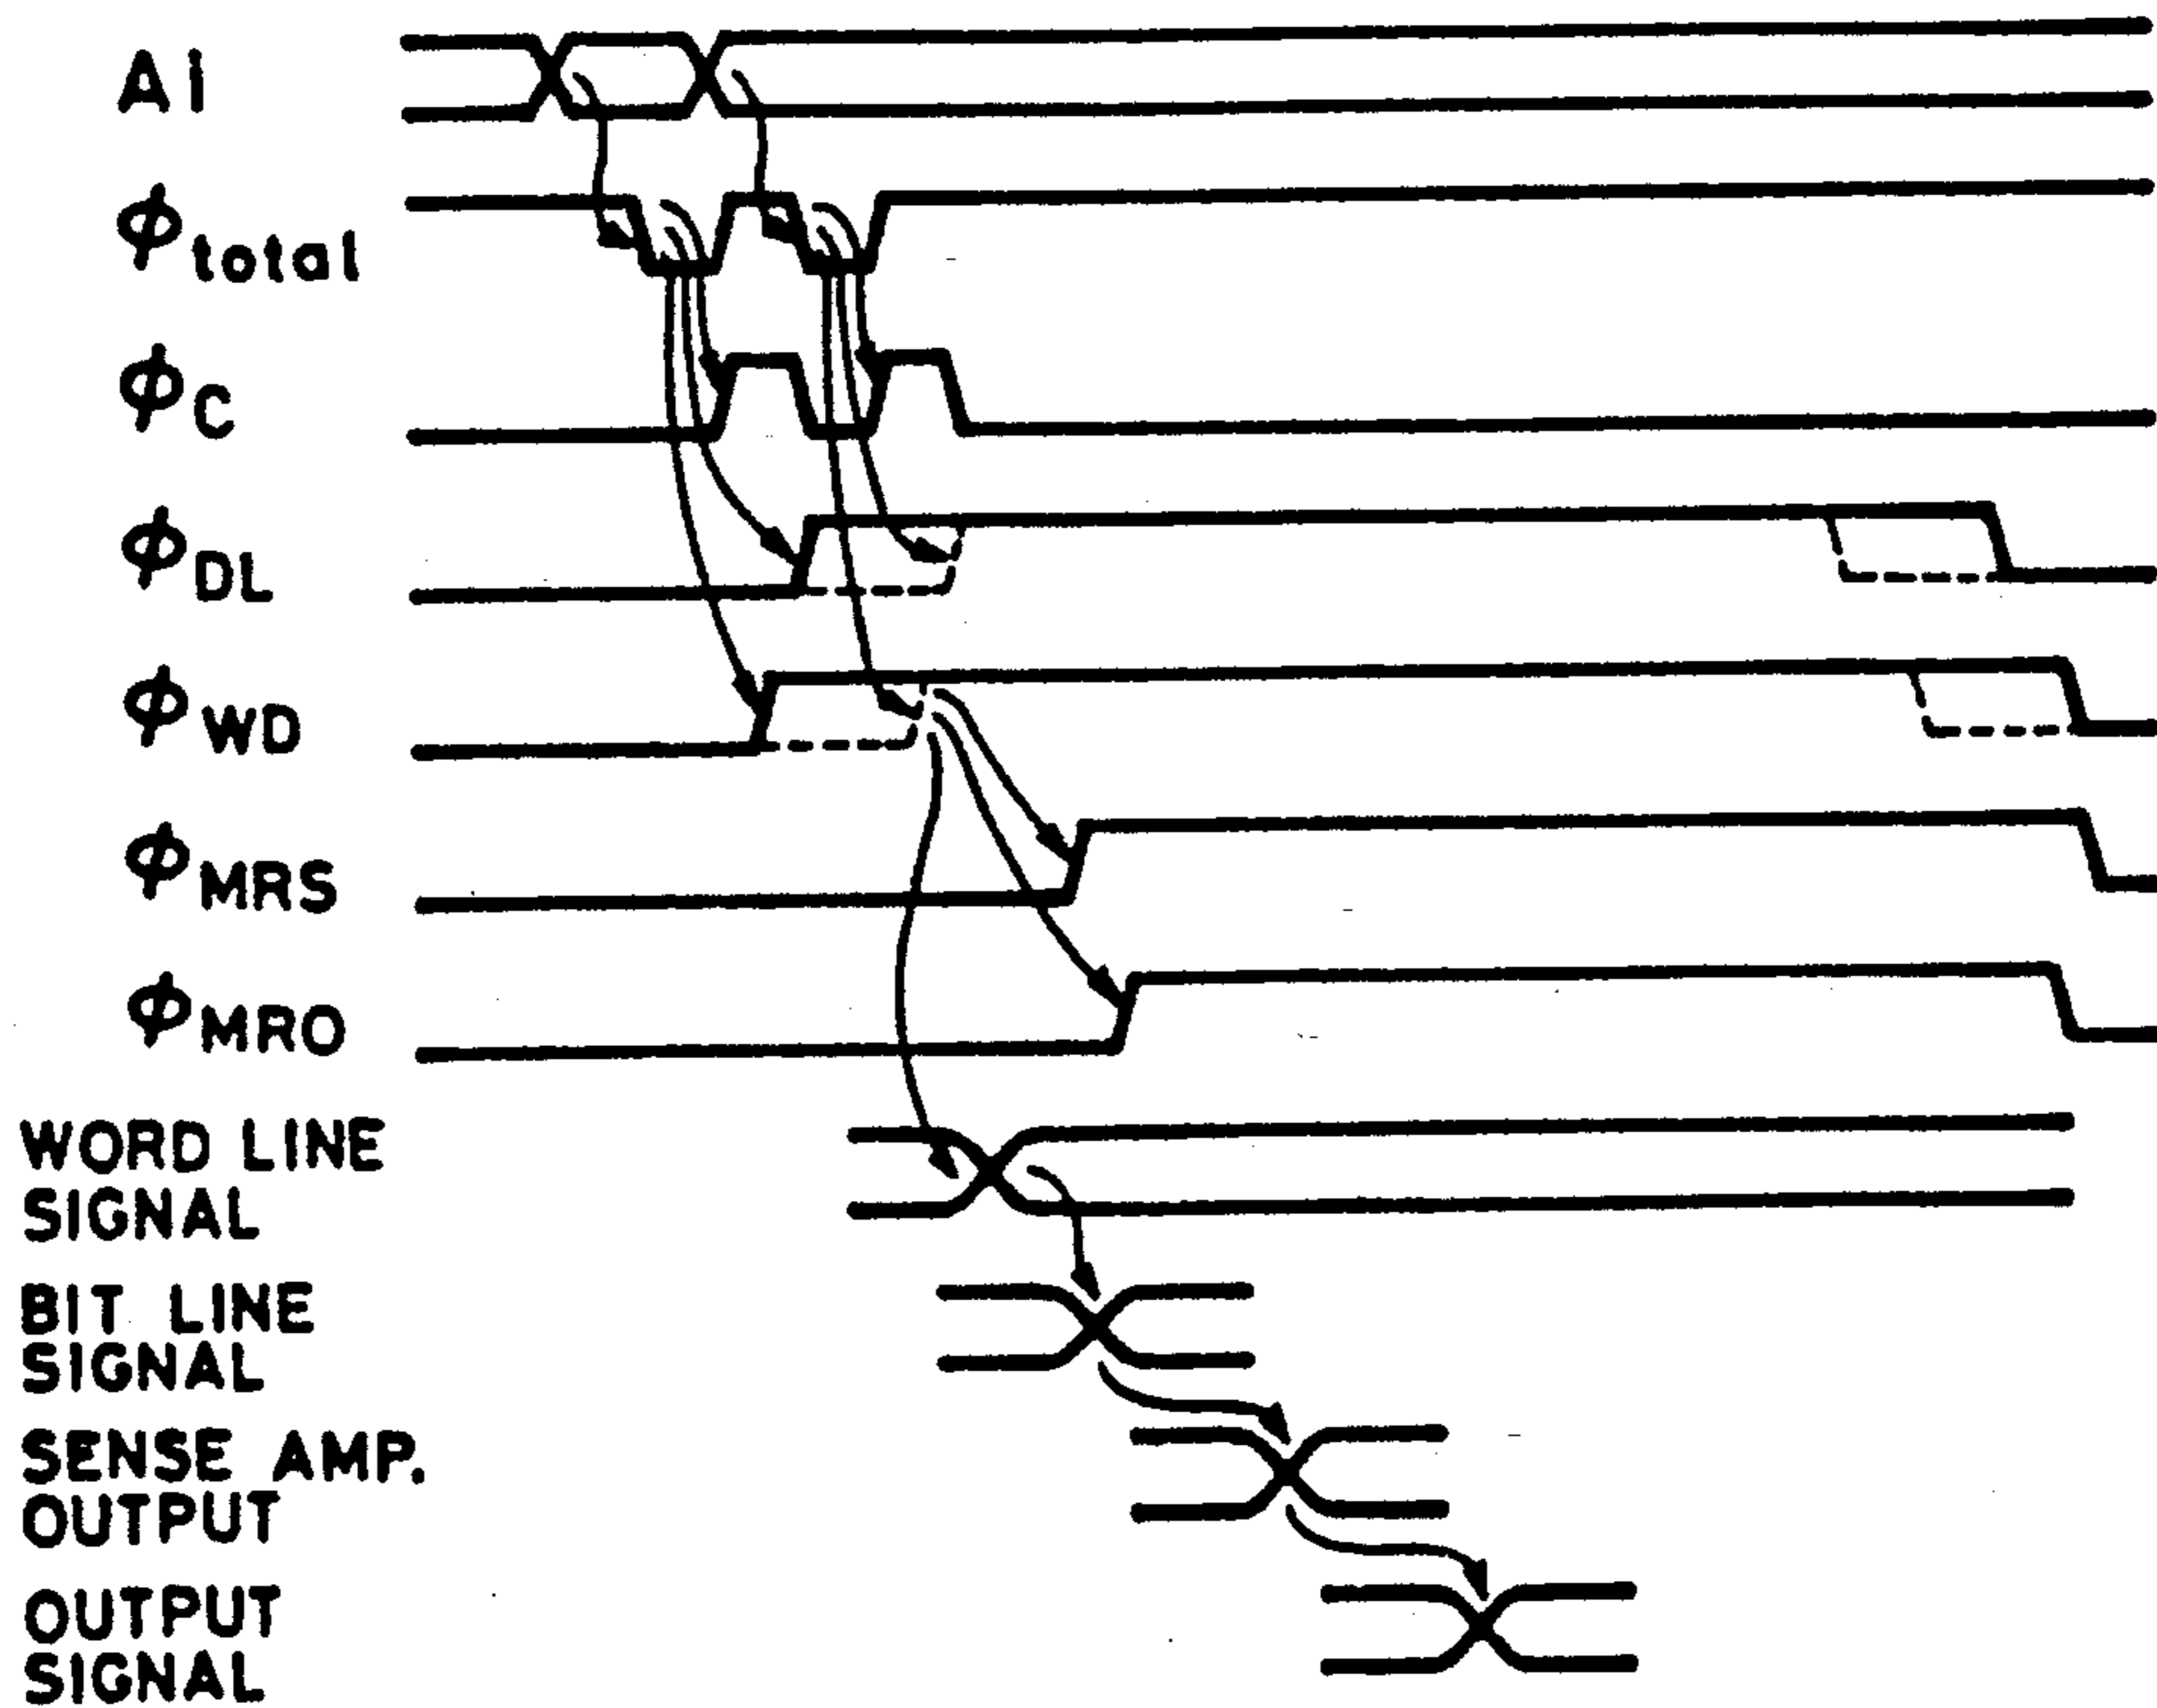 Ai
ϕtotal
ϕC
ϕDL
ϕWD
ϕMRS
ϕMRO
WORD LINE
SIGNAL
BIT LINE
SIGNAL
SENSE AMP.
OUTPUT
OUTPUT
SIGNAL